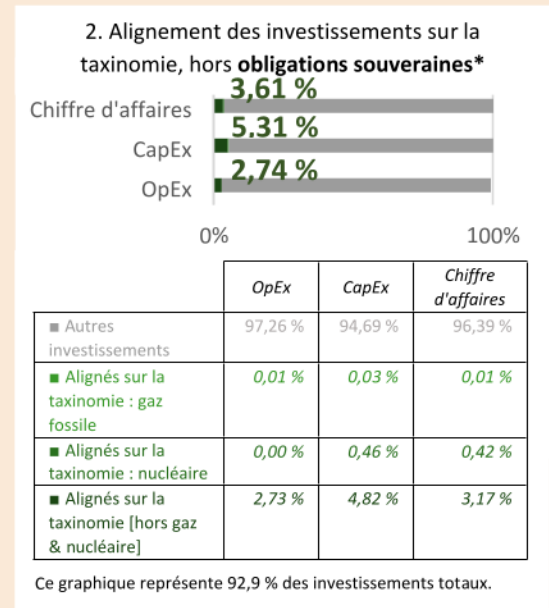 2. Alignement des investissements sur la
taxinomie, hors obligations souveraines*
3,61 %
Chiffre d'affaires
5,31 %
CapEx
2,74 %
OpEx
0% 100%
OpEx CapEx Chiffre
d'affaires
■ Autres
investissements 97,26 % 94,69 % 96,39 %
■ Alignés sur la
taxinomie : gaz
fossile 0,01 % 0,03 % 0,01 %
■ Alignés sur la
taxinomie : nucléaire 0,00 % 0,46 % 0,42 %
■ Alignés sur la
taxinomie [hors gaz
& nucléaire] 2,73 % 4,82 % 3,17 %
Ce graphique représente 92,9 % des investissements totaux.